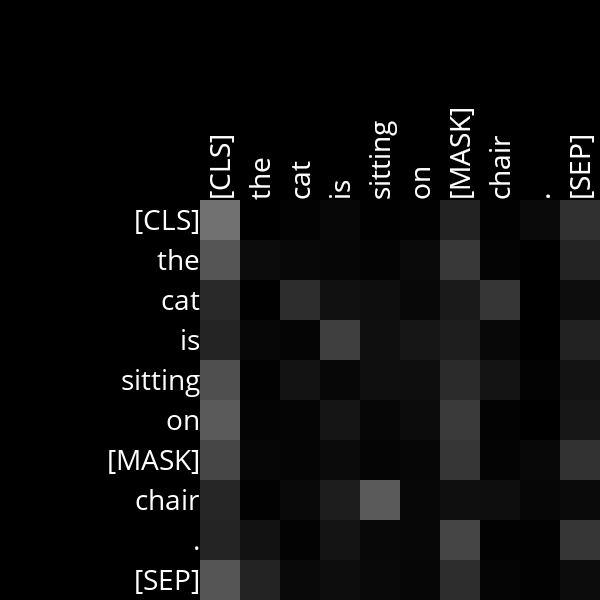 [CLS] the cat is sitting on [MASK] chair . [SEP]
[CLS]
the
cat
is
sitting
on
[MASK]
chair
.
[SEP]